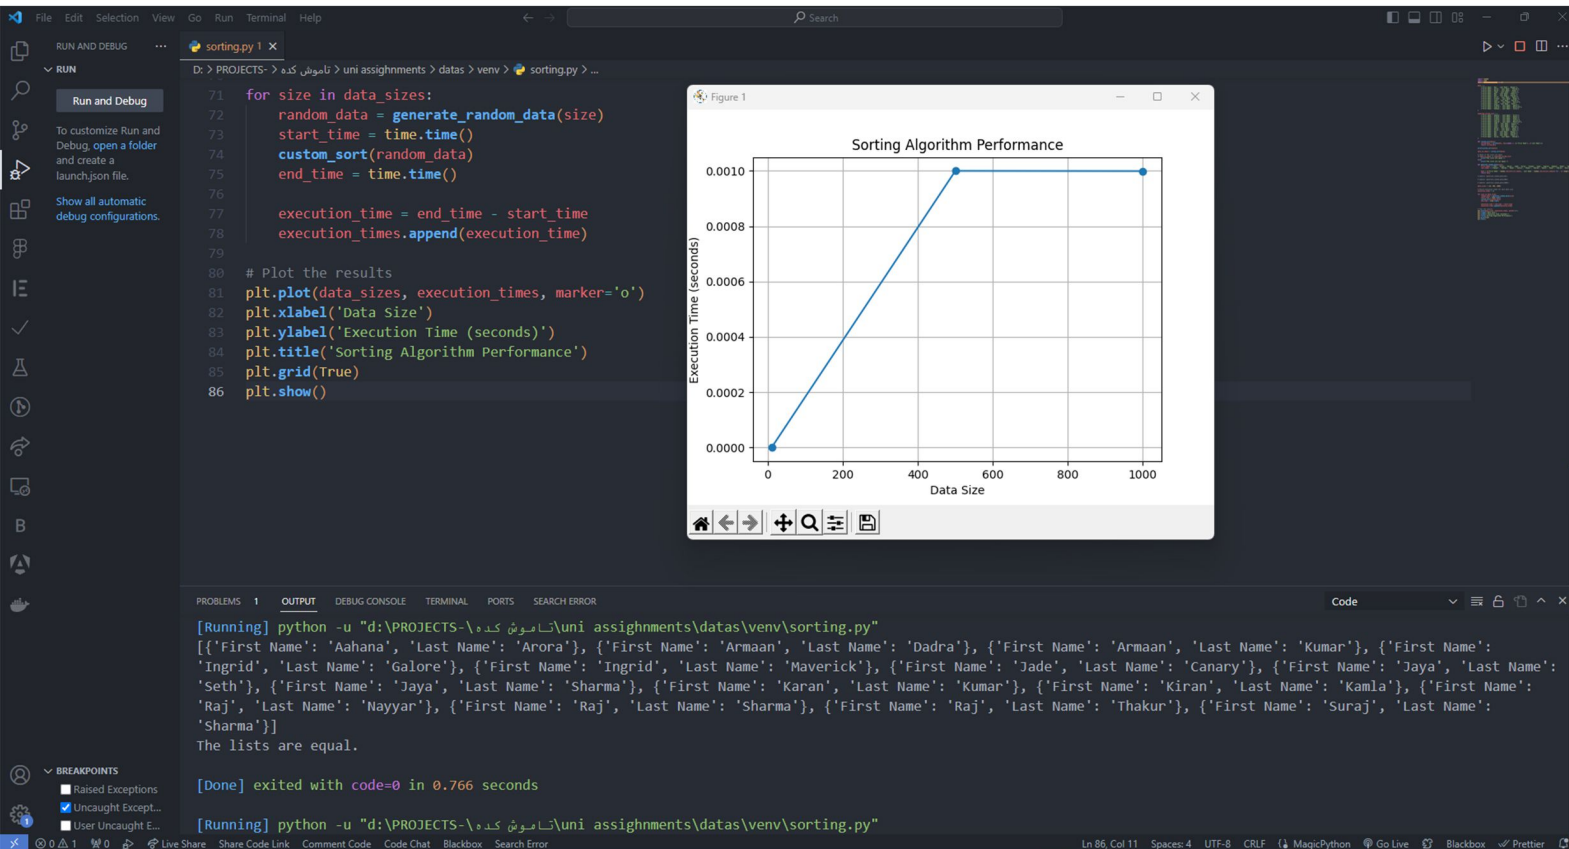 File Edit Selection View Go Run Terminal Help
Search
RUN AND DEBUG
RUN
Run and Debug
To customize Run and
Debug, open a folder
and create a
launch.json file.
Show all automatic
debug configurations.
sorting.py 1
D: > PROJECTS- > تاموش کده > uni assighnments > datas > venv > sorting.py > ...
71 for size in data_sizes:
72 random_data = generate_random_data(size)
73 start_time = time.time()
74 custom_sort(random_data)
75 end_time = time.time()
76
77 execution_time = end_time - start_time
78 execution_times.append(execution_time)
79
80 # Plot the results
81 plt.plot(data_sizes, execution_times, marker='o')
82 plt.xlabel('Data Size')
83 plt.ylabel('Execution Time (seconds)')
84 plt.title('Sorting Algorithm Performance')
85 plt.grid(True)
86 plt.show()
Figure 1
Sorting Algorithm Performance
Execution Time (seconds)
0.0010
0.0008
0.0006
0.0004
0.0002
0.0000
0 200 400 600 800 1000
Data Size
PROBLEMS 1 OUTPUT DEBUG CONSOLE TERMINAL PORTS SEARCH ERROR
Code
[Running] python -u "d:\PROJECTS-\تاموش کده\uni assighnments\datas\venv\sorting.py"
[{'First Name': 'Aahana', 'Last Name': 'Arora'}, {'First Name': 'Armaan', 'Last Name': 'Dadra'}, {'First Name': 'Armaan', 'Last Name': 'Kumar'}, {'First Name':
'Ingrid', 'Last Name': 'Galore'}, {'First Name': 'Ingrid', 'Last Name': 'Maverick'}, {'First Name': 'Jade', 'Last Name': 'Canary'}, {'First Name': 'Jaya', 'Last Name':
'Seth'}, {'First Name': 'Jaya', 'Last Name': 'Sharma'}, {'First Name': 'Karan', 'Last Name': 'Kumar'}, {'First Name': 'Kiran', 'Last Name': 'Kamla'}, {'First Name':
'Raj', 'Last Name': 'Nayyar'}, {'First Name': 'Raj', 'Last Name': 'Sharma'}, {'First Name': 'Raj', 'Last Name': 'Thakur'}, {'First Name': 'Suraj', 'Last Name':
'Sharma'}]
The lists are equal.
[Done] exited with code=0 in 0.766 seconds
[Running] python -u "d:\PROJECTS-\تاموش کده\uni assighnments\datas\venv\sorting.py"
BREAKPOINTS
Raised Exceptions
Uncaught Except...
User Uncaught E...
1
0 1 0 Live Share Share Code Link Comment Code Code Chat Blackbox Search Error
Ln 86, Col 11 Spaces: 4 UTF-8 CRLF MagicPython Go Live Blackbox Prettier